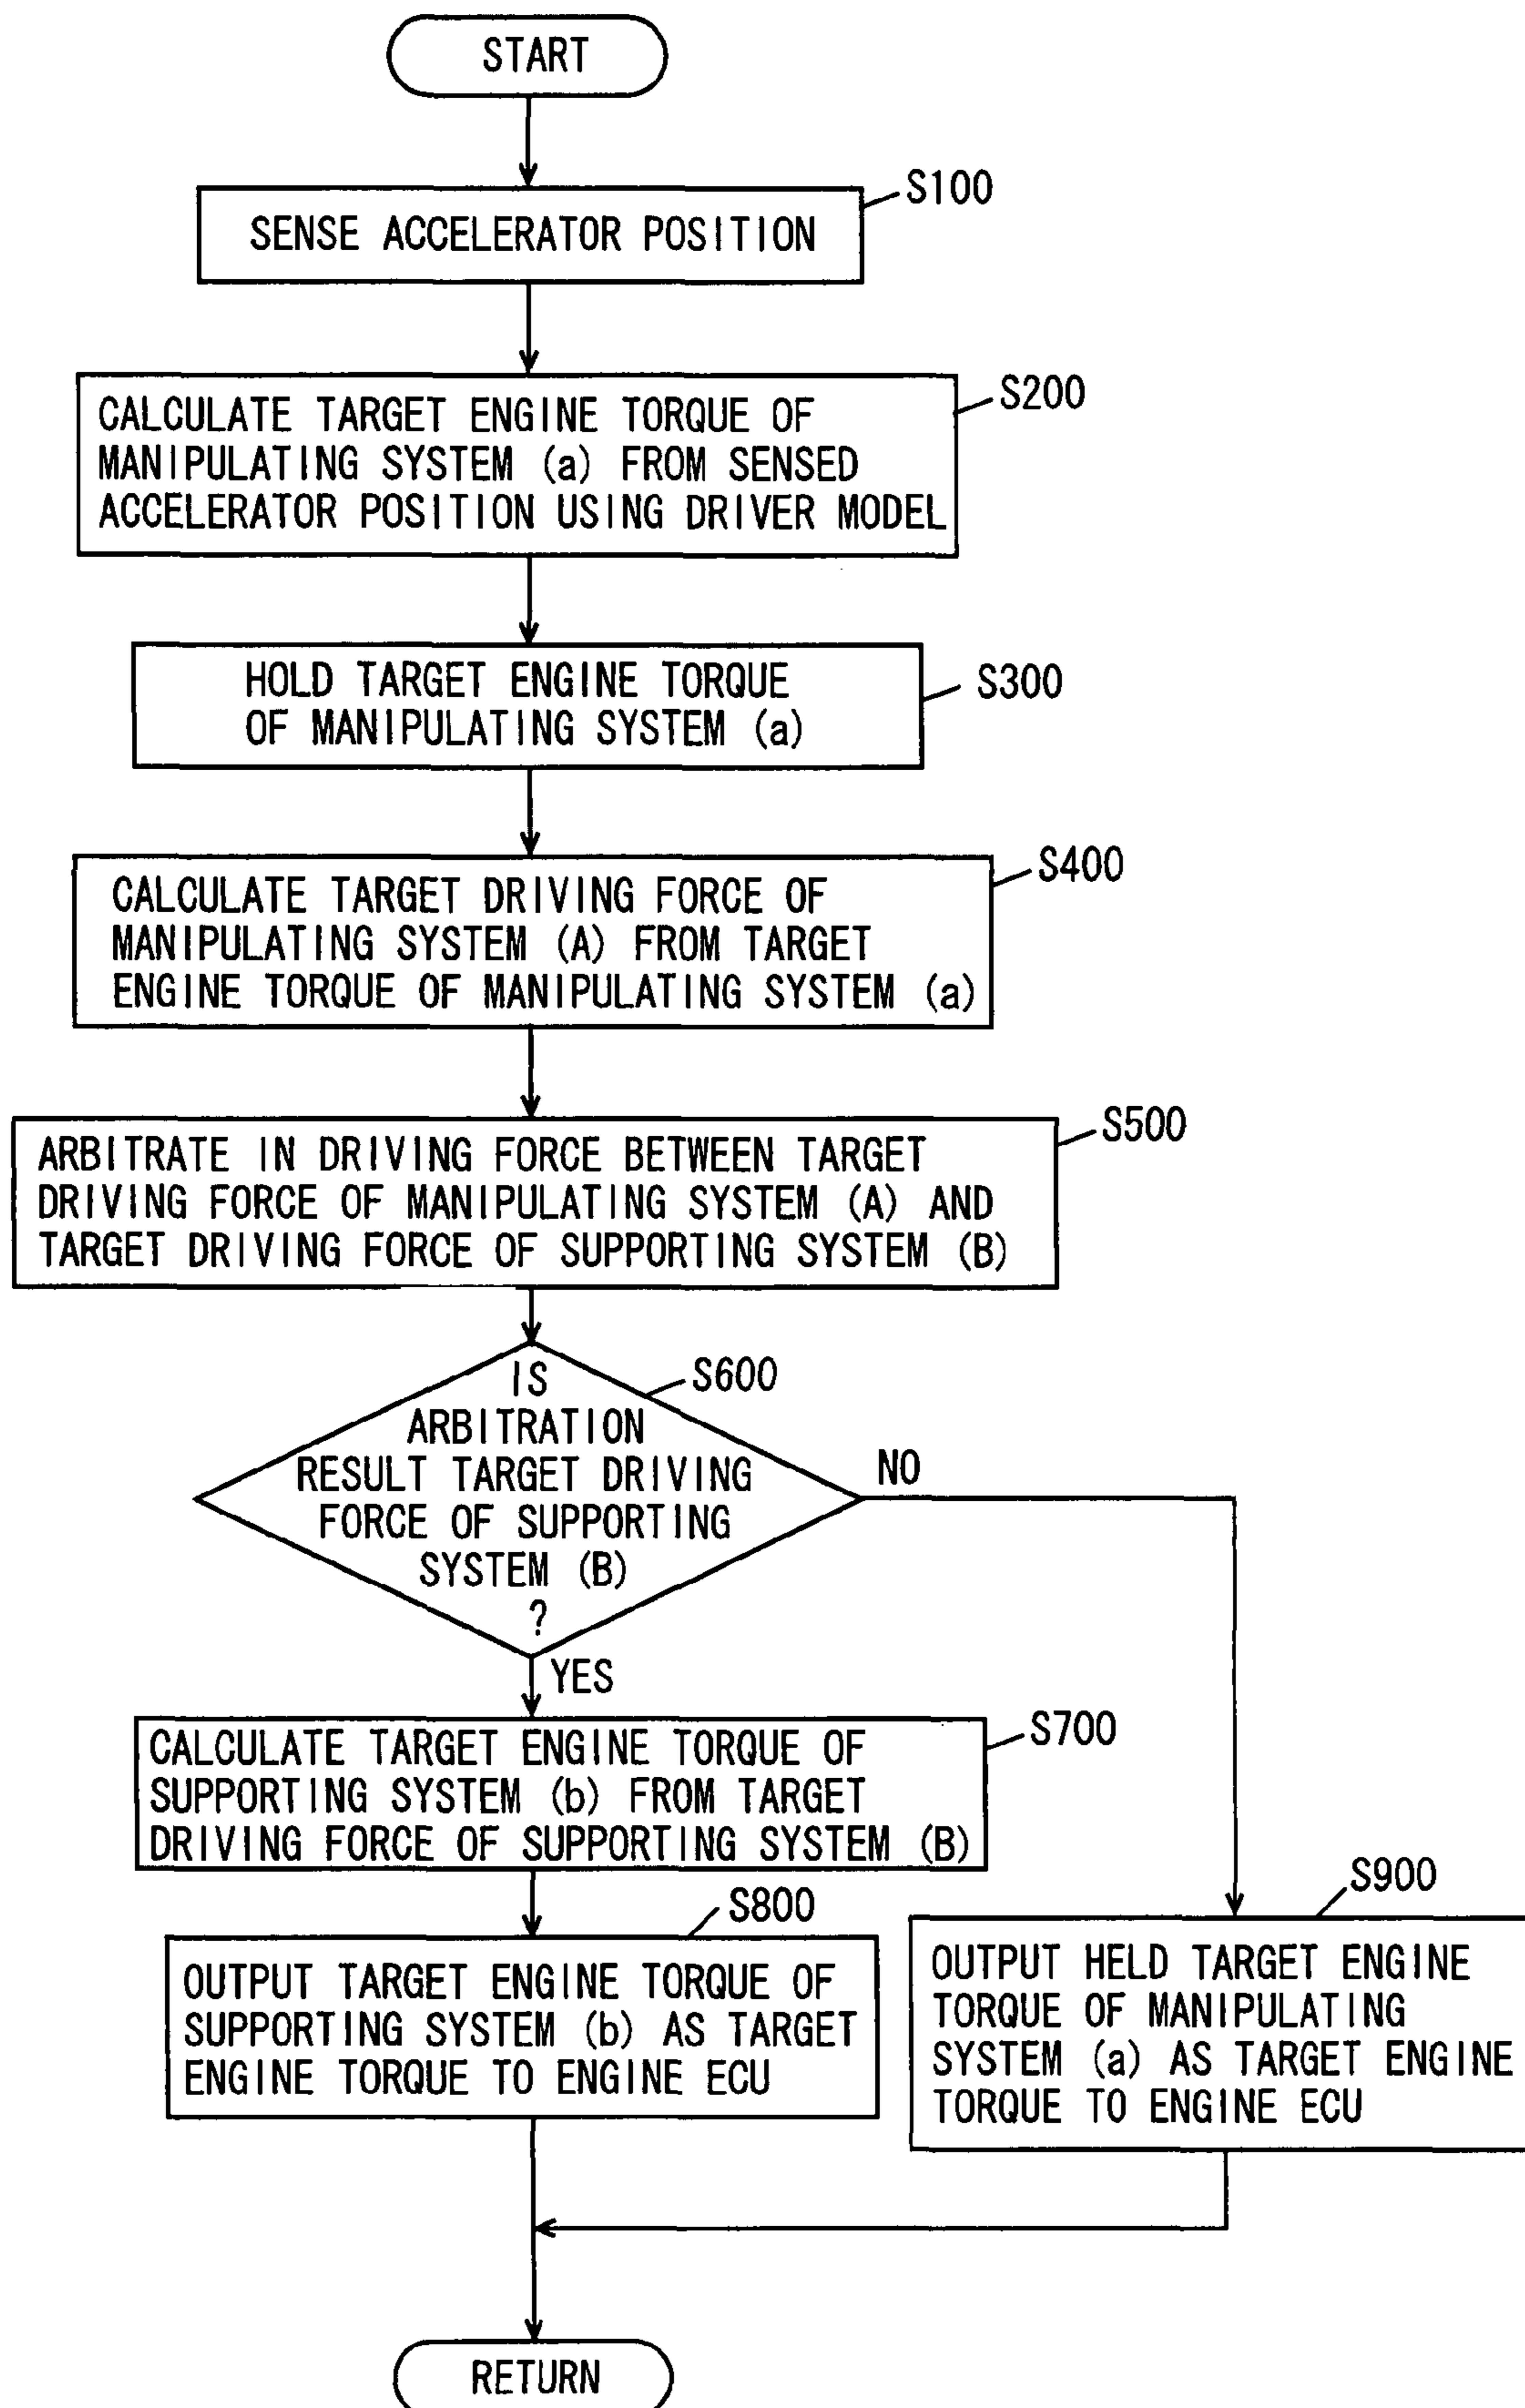 START
S100
SENSE ACCELERATOR POSITION
S200
CALCULATE TARGET ENGINE TORQUE OF
MANIPULATING SYSTEM (a) FROM SENSED
ACCELERATOR POSITION USING DRIVER MODEL
S300
HOLD TARGET ENGINE TORQUE
OF MANIPULATING SYSTEM (a)
S400
CALCULATE TARGET DRIVING FORCE OF
MANIPULATING SYSTEM (A) FROM TARGET
ENGINE TORQUE OF MANIPULATING SYSTEM (a)
S500
ARBITRATE IN DRIVING FORCE BETWEEN TARGET
DRIVING FORCE OF MANIPULATING SYSTEM (A) AND
TARGET DRIVING FORCE OF SUPPORTING SYSTEM (B)
S600
IS
ARBITRATION
RESULT TARGET DRIVING
FORCE OF SUPPORTING
SYSTEM (B)
?
NO
YES
S700
CALCULATE TARGET ENGINE TORQUE OF
SUPPORTING SYSTEM (b) FROM TARGET
DRIVING FORCE OF SUPPORTING SYSTEM (B)
S800
OUTPUT TARGET ENGINE TORQUE OF
SUPPORTING SYSTEM (b) AS TARGET
ENGINE TORQUE TO ENGINE ECU
S900
OUTPUT HELD TARGET ENGINE
TORQUE OF MANIPULATING
SYSTEM (a) AS TARGET ENGINE
TORQUE TO ENGINE ECU
RETURN